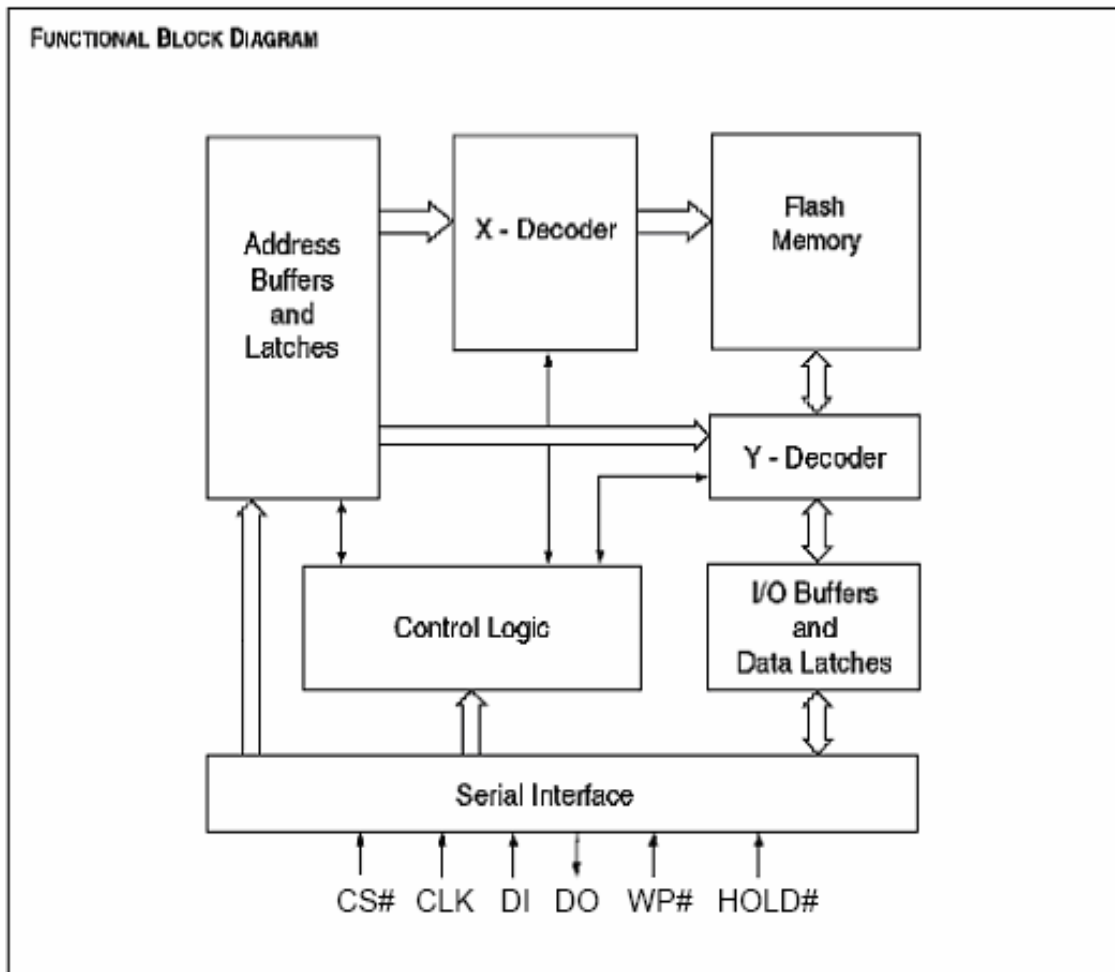 FUNCTIONAL BLOCK DIAGRAM
Address
Buffers
and
Latches
X - Decoder
Flash
Memory
Y - Decoder
Control Logic
I/O Buffers
and
Data Latches
Serial Interface
CS# CLK DI DO WP# HOLD#